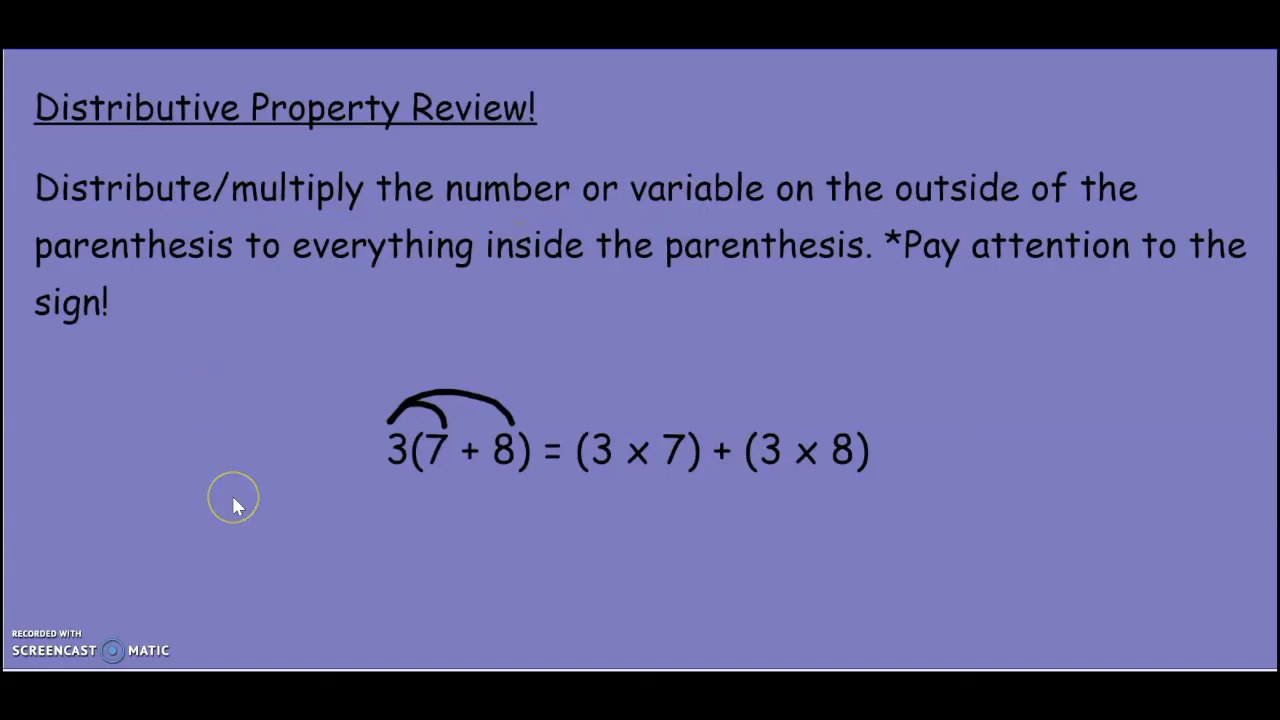 Distributive Property Review!
Distribute/multiply the number or variable on the outside of the
parenthesis to everything inside the parenthesis. *Pay attention to the
sign!
3(7 + 8) = (3 x 7) + (3 x 8)
RECORDED WITH
SCREENCAST MATIC